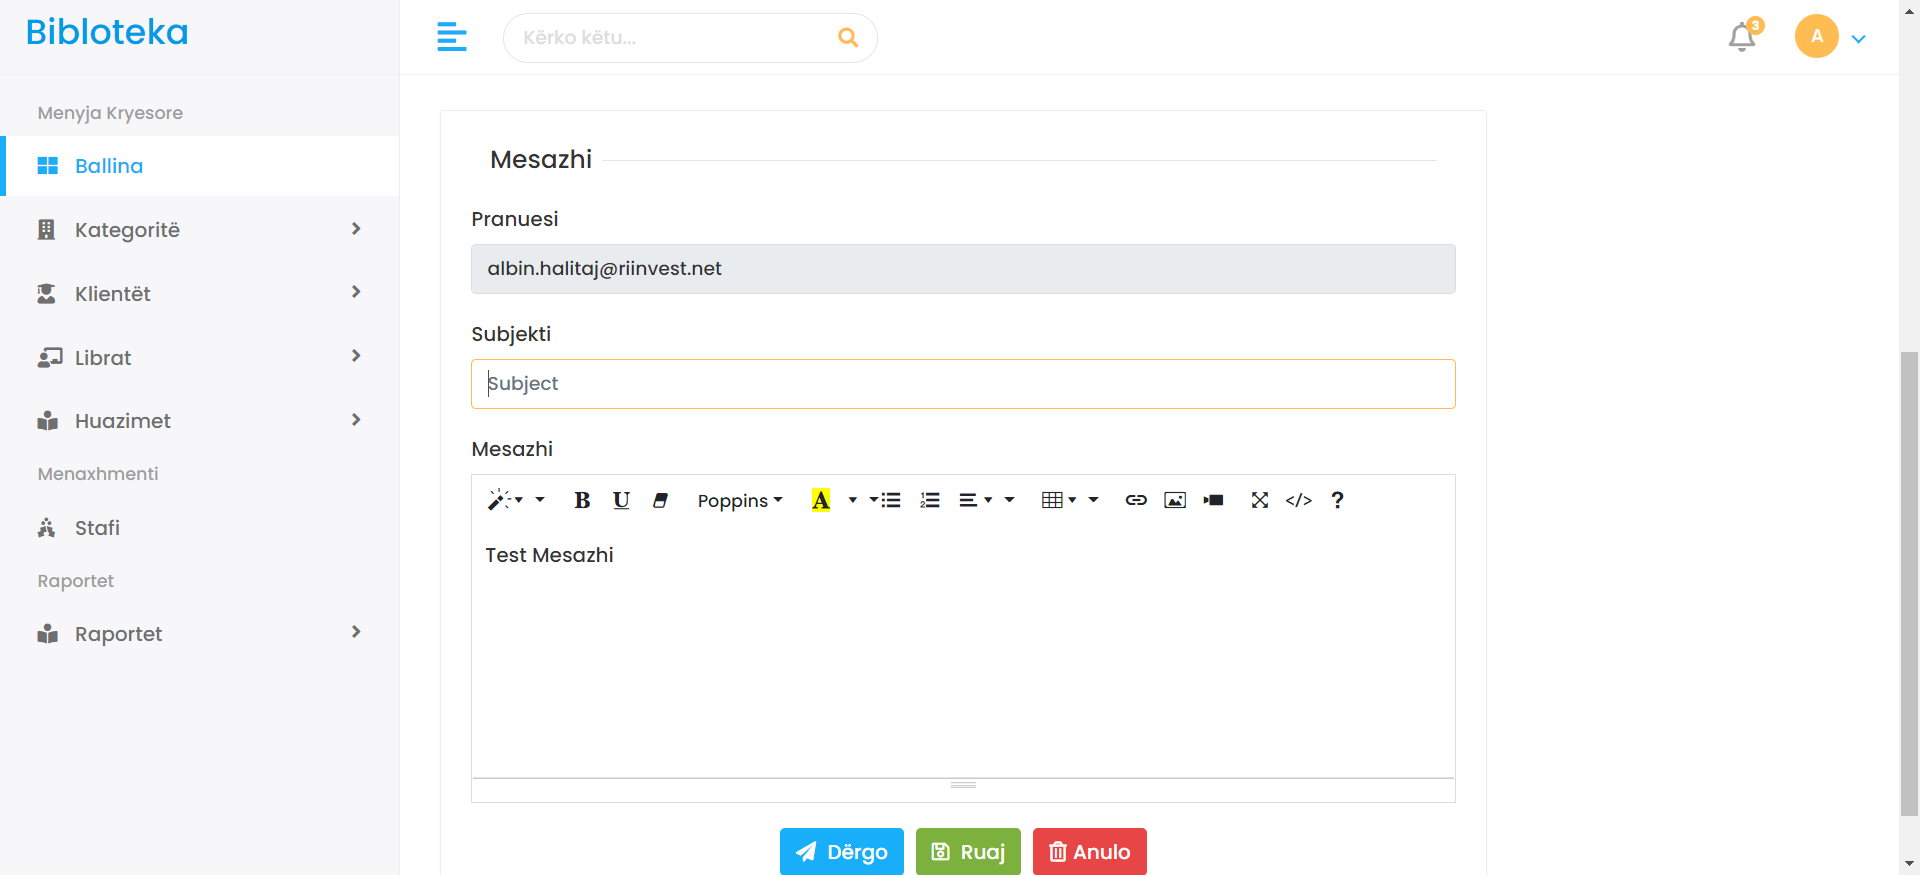 Bibloteka
Kërko këtu...
3
A
Menyja Kryesore
Ballina
Kategoritë
Klientët
Librat
Huazimet
Menaxhmenti
Stafi
Raportet
Raportet
Mesazhi
Pranuesi
albin.halitaj@riinvest.net
Subjekti
Subject
Mesazhi
B U Poppins A </> ?
Test Mesazhi
Dërgo Ruaj Anulo